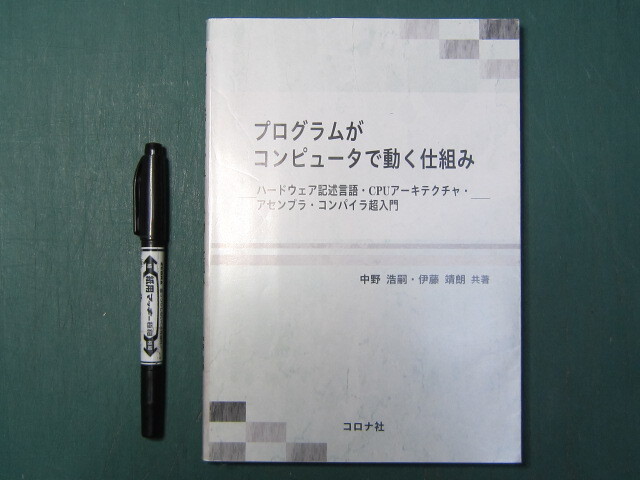 プログラムが
コンピュータで動く仕組み
ハードウェア記述言語・CPUアーキテクチャ・
アセンブラ・コンパイラ超入門
中野 浩嗣・伊藤 靖朗 共著
コロナ社